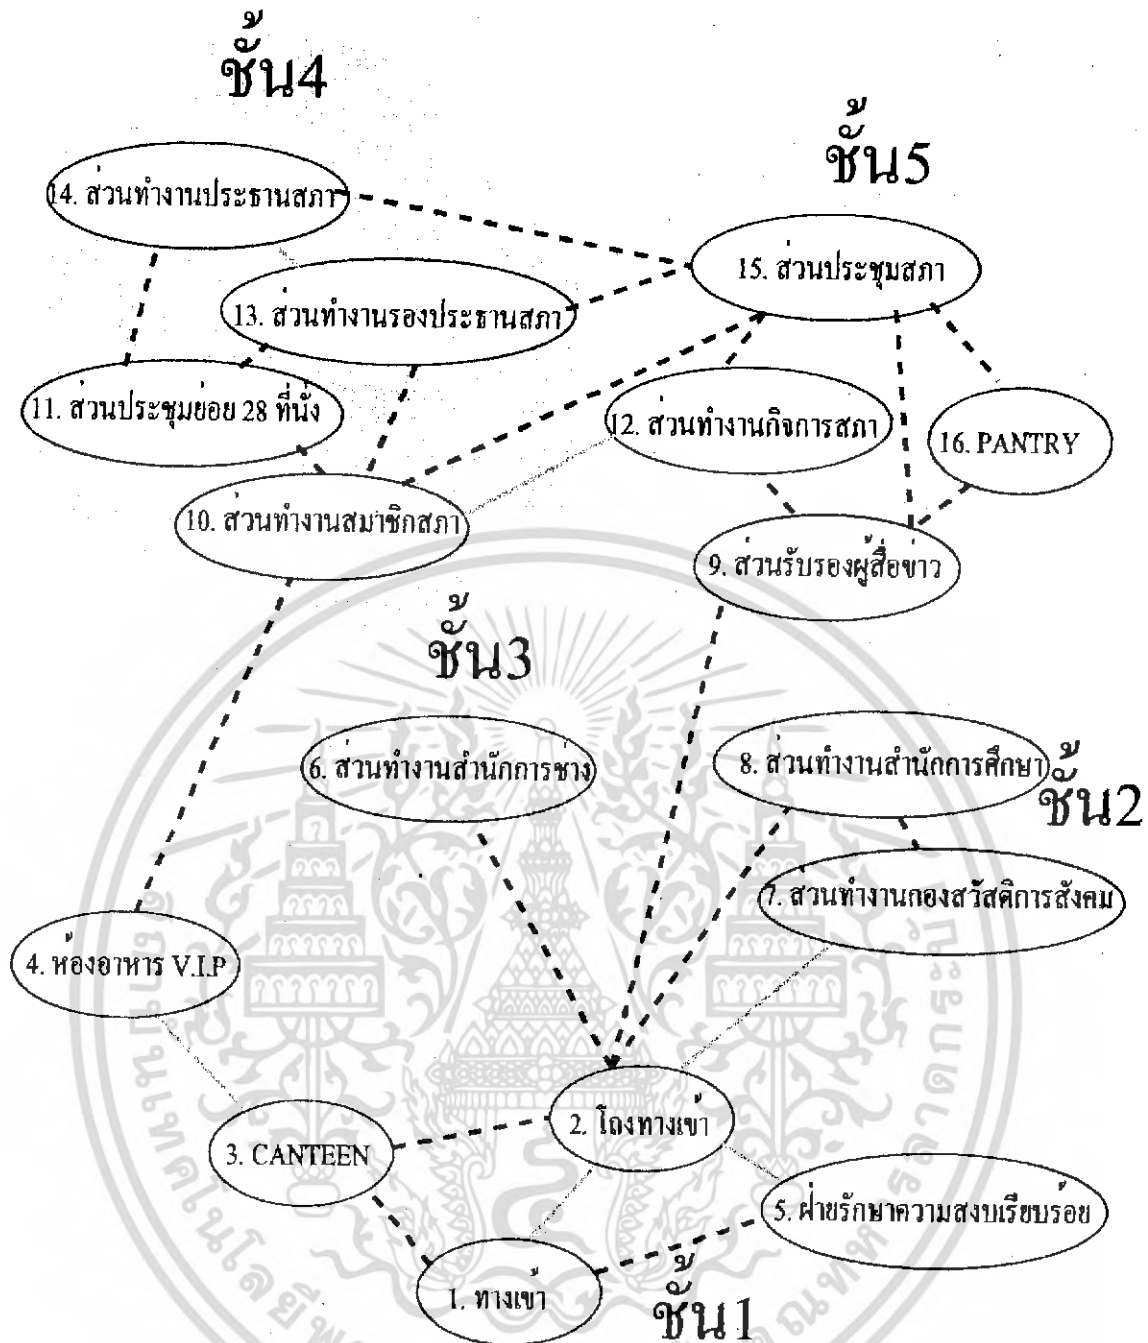 ชั้น4
ชั้น5
14. ส่วนทำงานประธานสภา
15. ส่วนประชุมสภา
13. ส่วนทำงานรองประธานสภา
11. ส่วนประชุมย่อย 28 ที่นั่ง
12. ส่วนทำงานกิจการสภา
16. PANTRY
10. ส่วนทำงานสมาชิกสภา
9. ส่วนรับรองผู้สื่อข่าว
ชั้น3
6. ส่วนทำงานสำนักการช่าง
8. ส่วนทำงานสำนักการศึกษา
ชั้น2
7. ส่วนทำงานกองสวัสดิการสังคม
4. ห้องอาหาร V.I.P
2. โถงทางเข้า
3. CANTEEN
5. ฝ่ายรักษาความสงบเรียบร้อย
1. ทางเข้า
ชั้น1